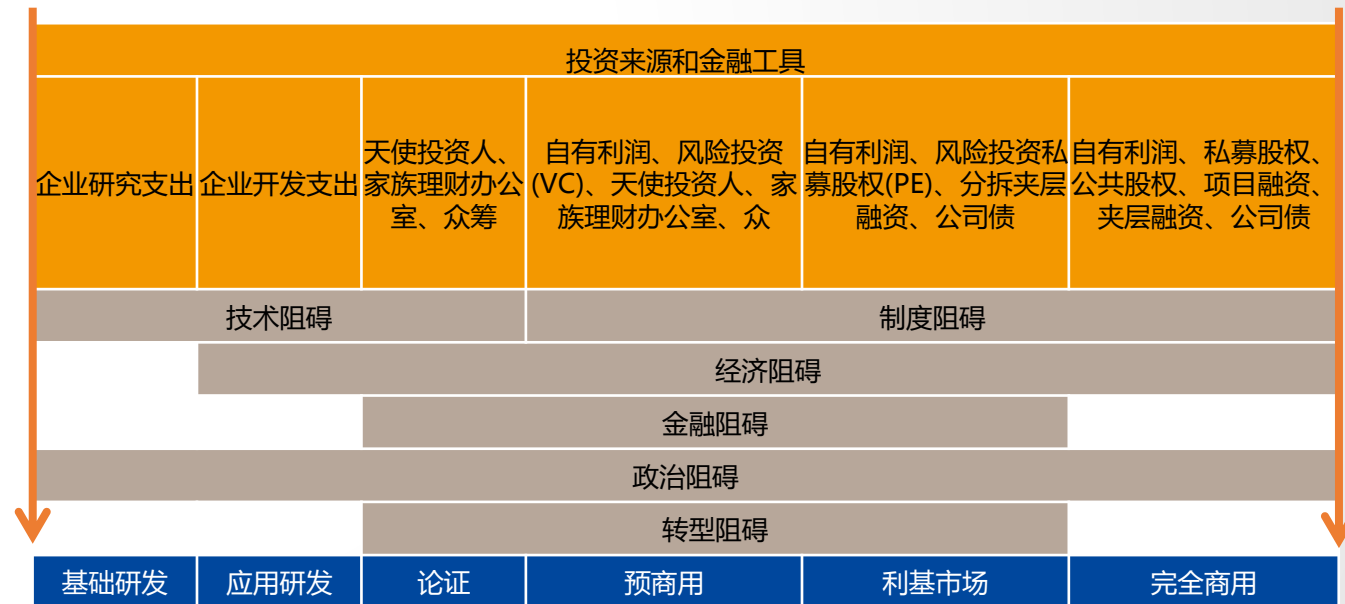 投资来源和金融工具
企业研究支出
企业开发支出
天使投资人、
家族理财办公
室、众筹
自有利润、风险投资
(VC)、天使投资人、家
族理财办公室、众
自有利润、风险投资私
募股权(PE)、分拆夹层
融资、公司债
自有利润、私募股权、
公共股权、项目融资、
夹层融资、公司债
技术阻碍
制度阻碍
经济阻碍
金融阻碍
政治阻碍
转型阻碍
基础研发
应用研发
论证
预商用
利基市场
完全商用